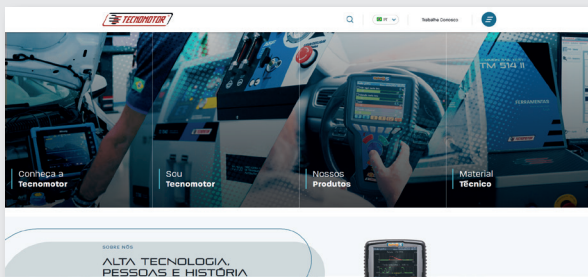 TECNOMOTOR
PT
Trabalhe Conosco
TM 514 II
FERRAMENTAS
Conheça a
Tecnomotor
Sou
Tecnomotor
Nossos
Produtos
Material
Técnico
SOBRE NÓS
ALTA TECNOLOGIA,
PESSOAS E HISTÓRIA